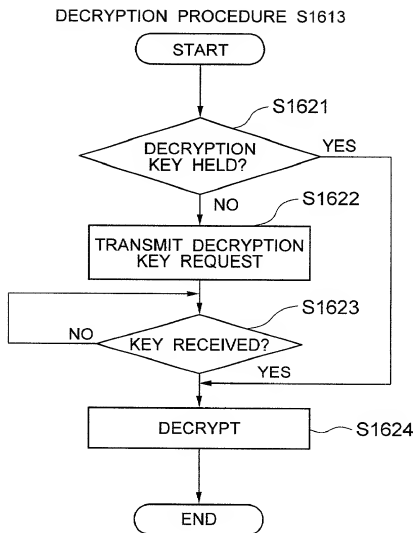 DECRYPTION PROCEDURE S1613
START
S1621
DECRYPTION
KEY HELD?
YES
NO
S1622
TRANSMIT DECRYPTION
KEY REQUEST
S1623
NO
KEY RECEIVED?
YES
DECRYPT
S1624
END